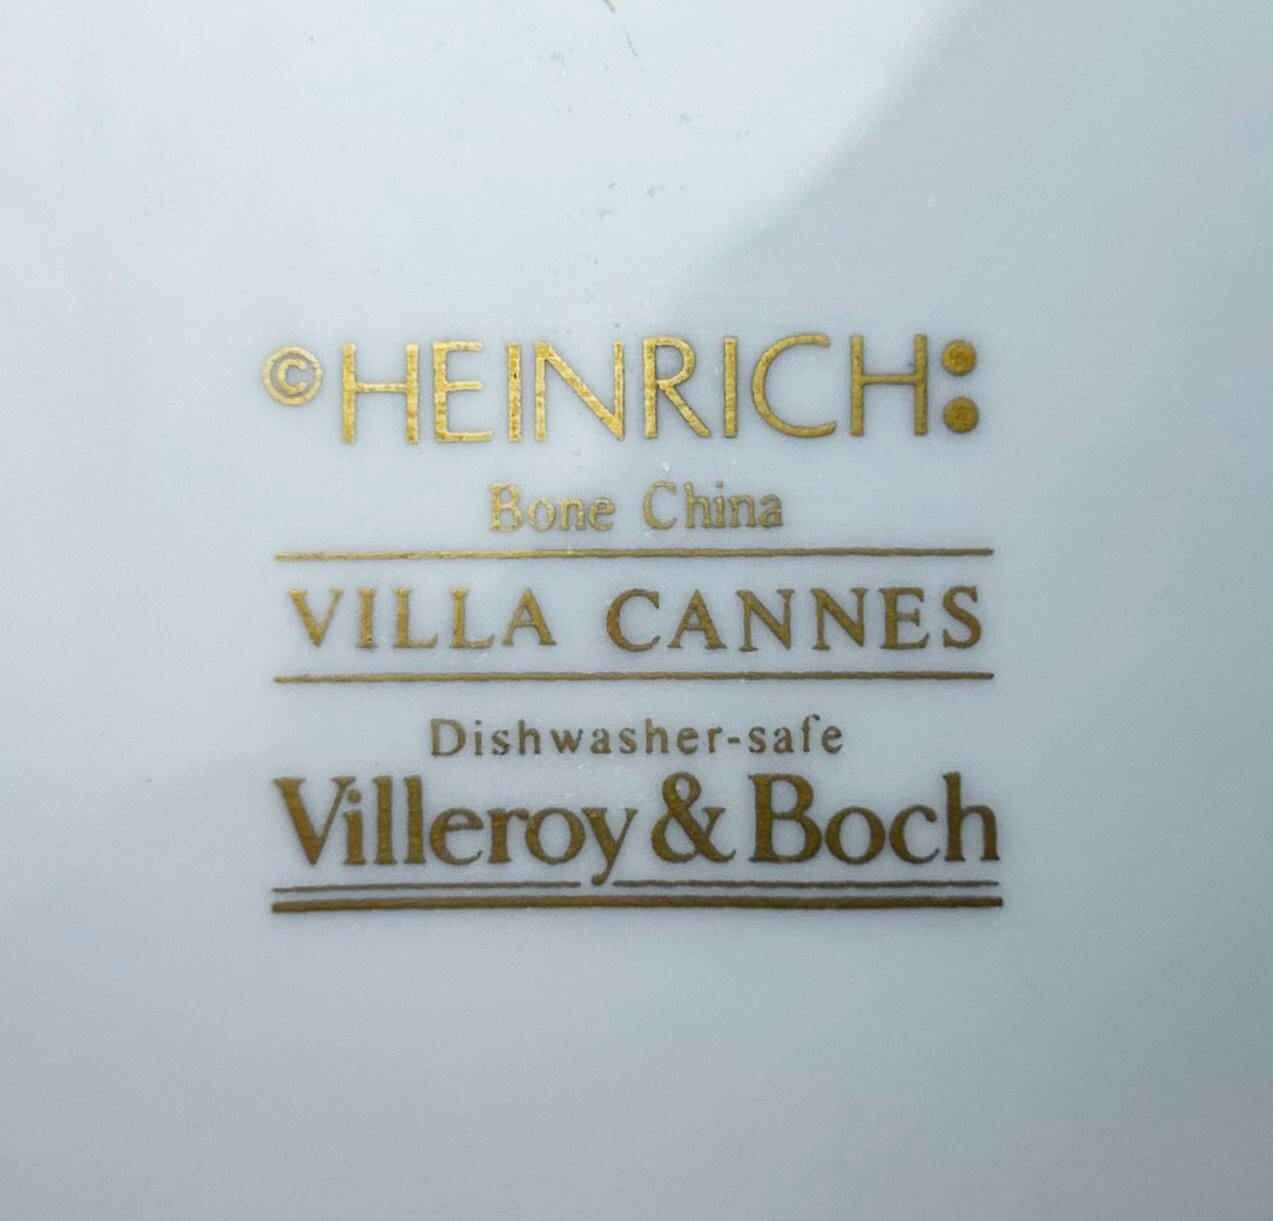 © HEINRICH:
Bone China
VILLA CANNES
Dishwasher-safe
Villeroy & Boch